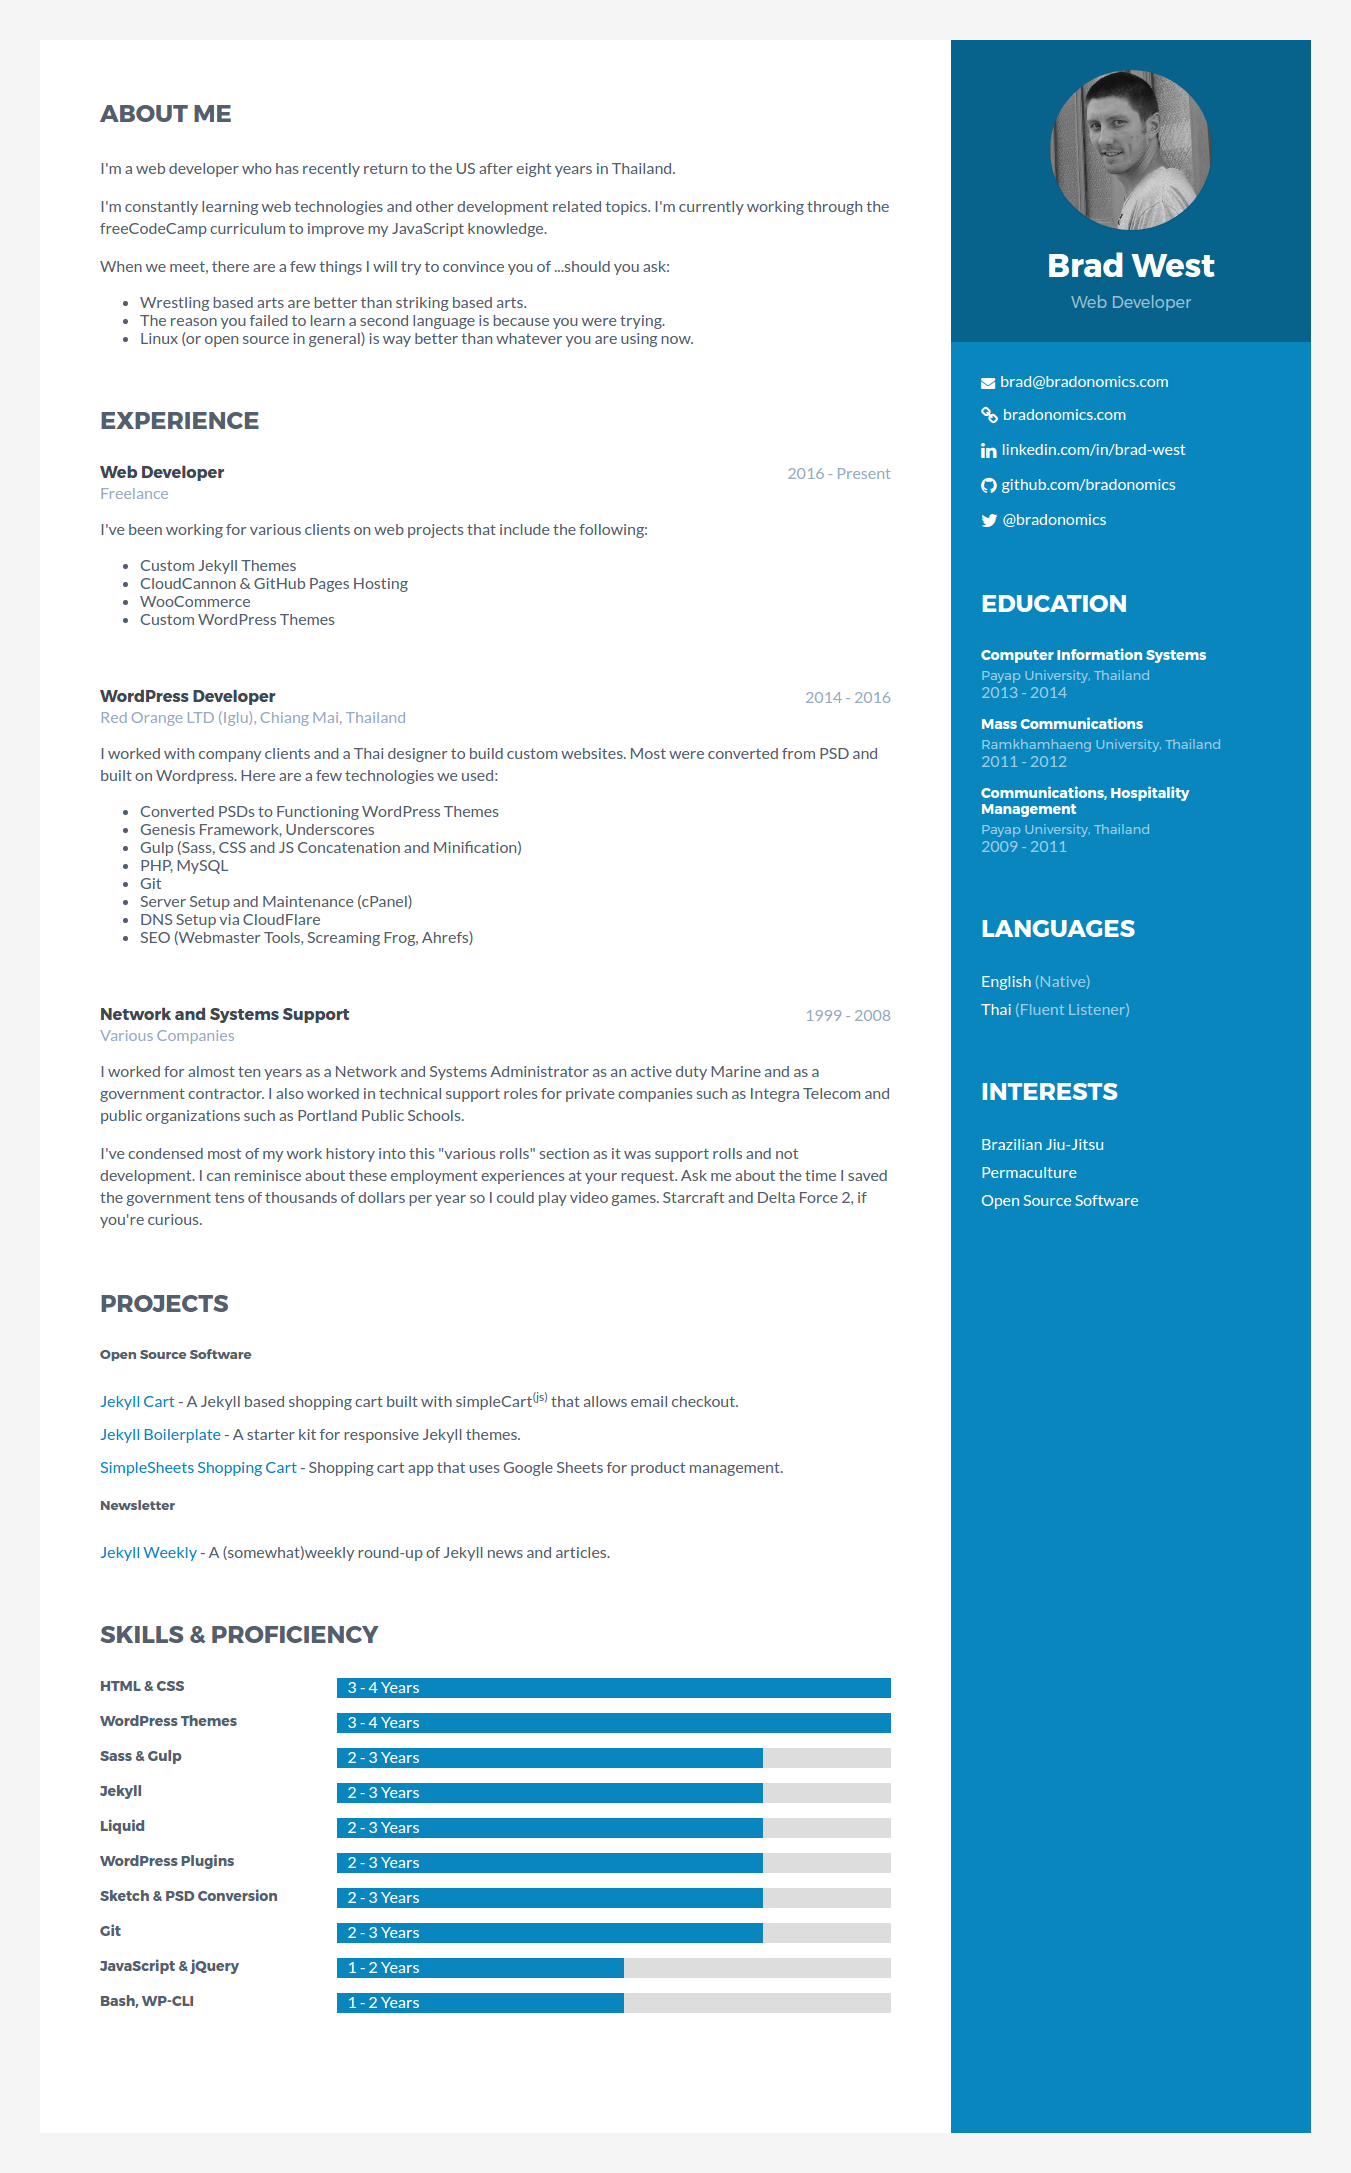 ABOUT ME
I'm a web developer who has recently return to the US after eight years in Thailand.
I'm constantly learning web technologies and other development related topics. I'm currently working through the
freeCodeCamp curriculum to improve my JavaScript knowledge.
When we meet, there are a few things I will try to convince you of ...should you ask:
• Wrestling based arts are better than striking based arts.
• The reason you failed to learn a second language is because you were trying.
• Linux (or open source in general) is way better than whatever you are using now.
EXPERIENCE
Web Developer 2016 - Present
Freelance
I've been working for various clients on web projects that include the following:
• Custom Jekyll Themes
• CloudCannon & GitHub Pages Hosting
• WooCommerce
• Custom WordPress Themes
WordPress Developer 2014 - 2016
Red Orange LTD (Iglu), Chiang Mai, Thailand
I worked with company clients and a Thai designer to build custom websites. Most were converted from PSD and
built on Wordpress. Here are a few technologies we used:
• Converted PSDs to Functioning WordPress Themes
• Genesis Framework, Underscores
• Gulp (Sass, CSS and JS Concatenation and Minification)
• PHP, MySQL
• Git
• Server Setup and Maintenance (cPanel)
• DNS Setup via CloudFlare
• SEO (Webmaster Tools, Screaming Frog, Ahrefs)
Network and Systems Support 1999 - 2008
Various Companies
I worked for almost ten years as a Network and Systems Administrator as an active duty Marine and as a
government contractor. I also worked in technical support roles for private companies such as Integra Telecom and
public organizations such as Portland Public Schools.
I've condensed most of my work history into this "various rolls" section as it was support rolls and not
development. I can reminisce about these employment experiences at your request. Ask me about the time I saved
the government tens of thousands of dollars per year so I could play video games. Starcraft and Delta Force 2, if
you're curious.
PROJECTS
Open Source Software
Jekyll Cart - A Jekyll based shopping cart built with simpleCart(js) that allows email checkout.
Jekyll Boilerplate - A starter kit for responsive Jekyll themes.
SimpleSheets Shopping Cart - Shopping cart app that uses Google Sheets for product management.
Newsletter
Jekyll Weekly - A (somewhat)weekly round-up of Jekyll news and articles.
SKILLS & PROFICIENCY
HTML & CSS 3 - 4 Years
WordPress Themes 3 - 4 Years
Sass & Gulp 2 - 3 Years
Jekyll 2 - 3 Years
Liquid 2 - 3 Years
WordPress Plugins 2 - 3 Years
Sketch & PSD Conversion 2 - 3 Years
Git 2 - 3 Years
JavaScript & jQuery 1 - 2 Years
Bash, WP-CLI 1 - 2 Years
Brad West
Web Developer
brad@bradonomics.com
bradonomics.com
linkedin.com/in/brad-west
github.com/bradonomics
@bradonomics
EDUCATION
Computer Information Systems
Payap University, Thailand
2013 - 2014
Mass Communications
Ramkhamhaeng University, Thailand
2011 - 2012
Communications, Hospitality
Management
Payap University, Thailand
2009 - 2011
LANGUAGES
English (Native)
Thai (Fluent Listener)
INTERESTS
Brazilian Jiu-Jitsu
Permaculture
Open Source Software